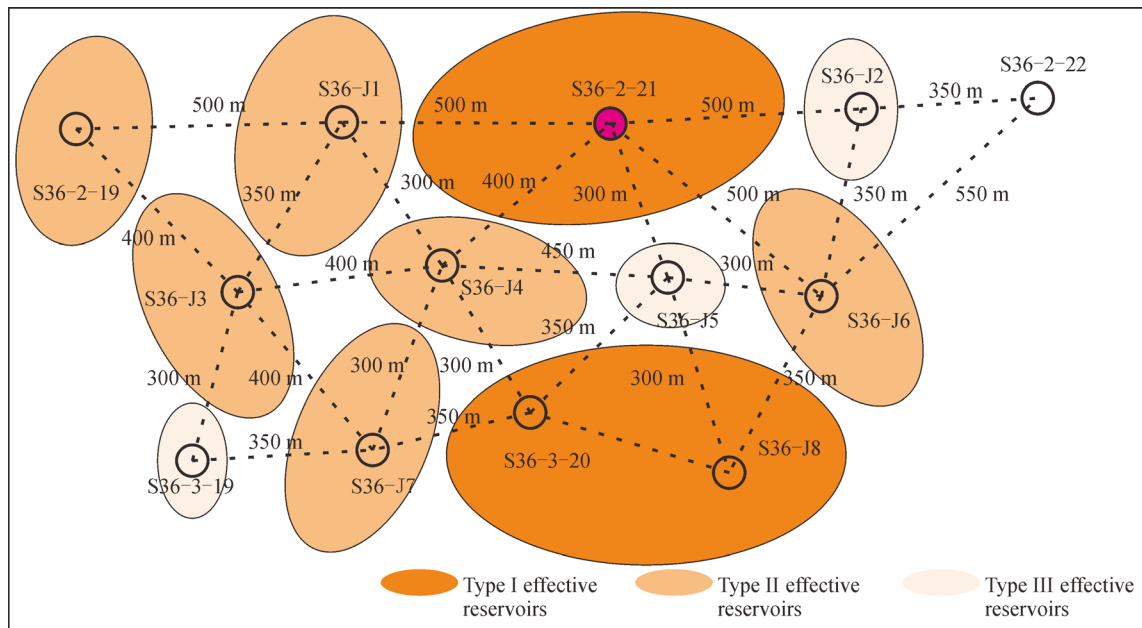 S36-2-22
S36-J2
S36-J1
S36-2-21
500 m
500 m
500 m
350 m
S36-2-19
350 m
300 m
400 m
300 m
500 m
350 m
550 m
400 m
400 m
450 m
300 m
S36-J3
S36-J4
S36-J5
S36-J6
350 m
300 m
400 m
300 m
300 m
300 m
350 m
350 m
350 m
S36-3-20
S36-J8
S36-3-19
S36-J7
Type I effective
reservoirs
Type II effective
reservoirs
Type III effective
reservoirs